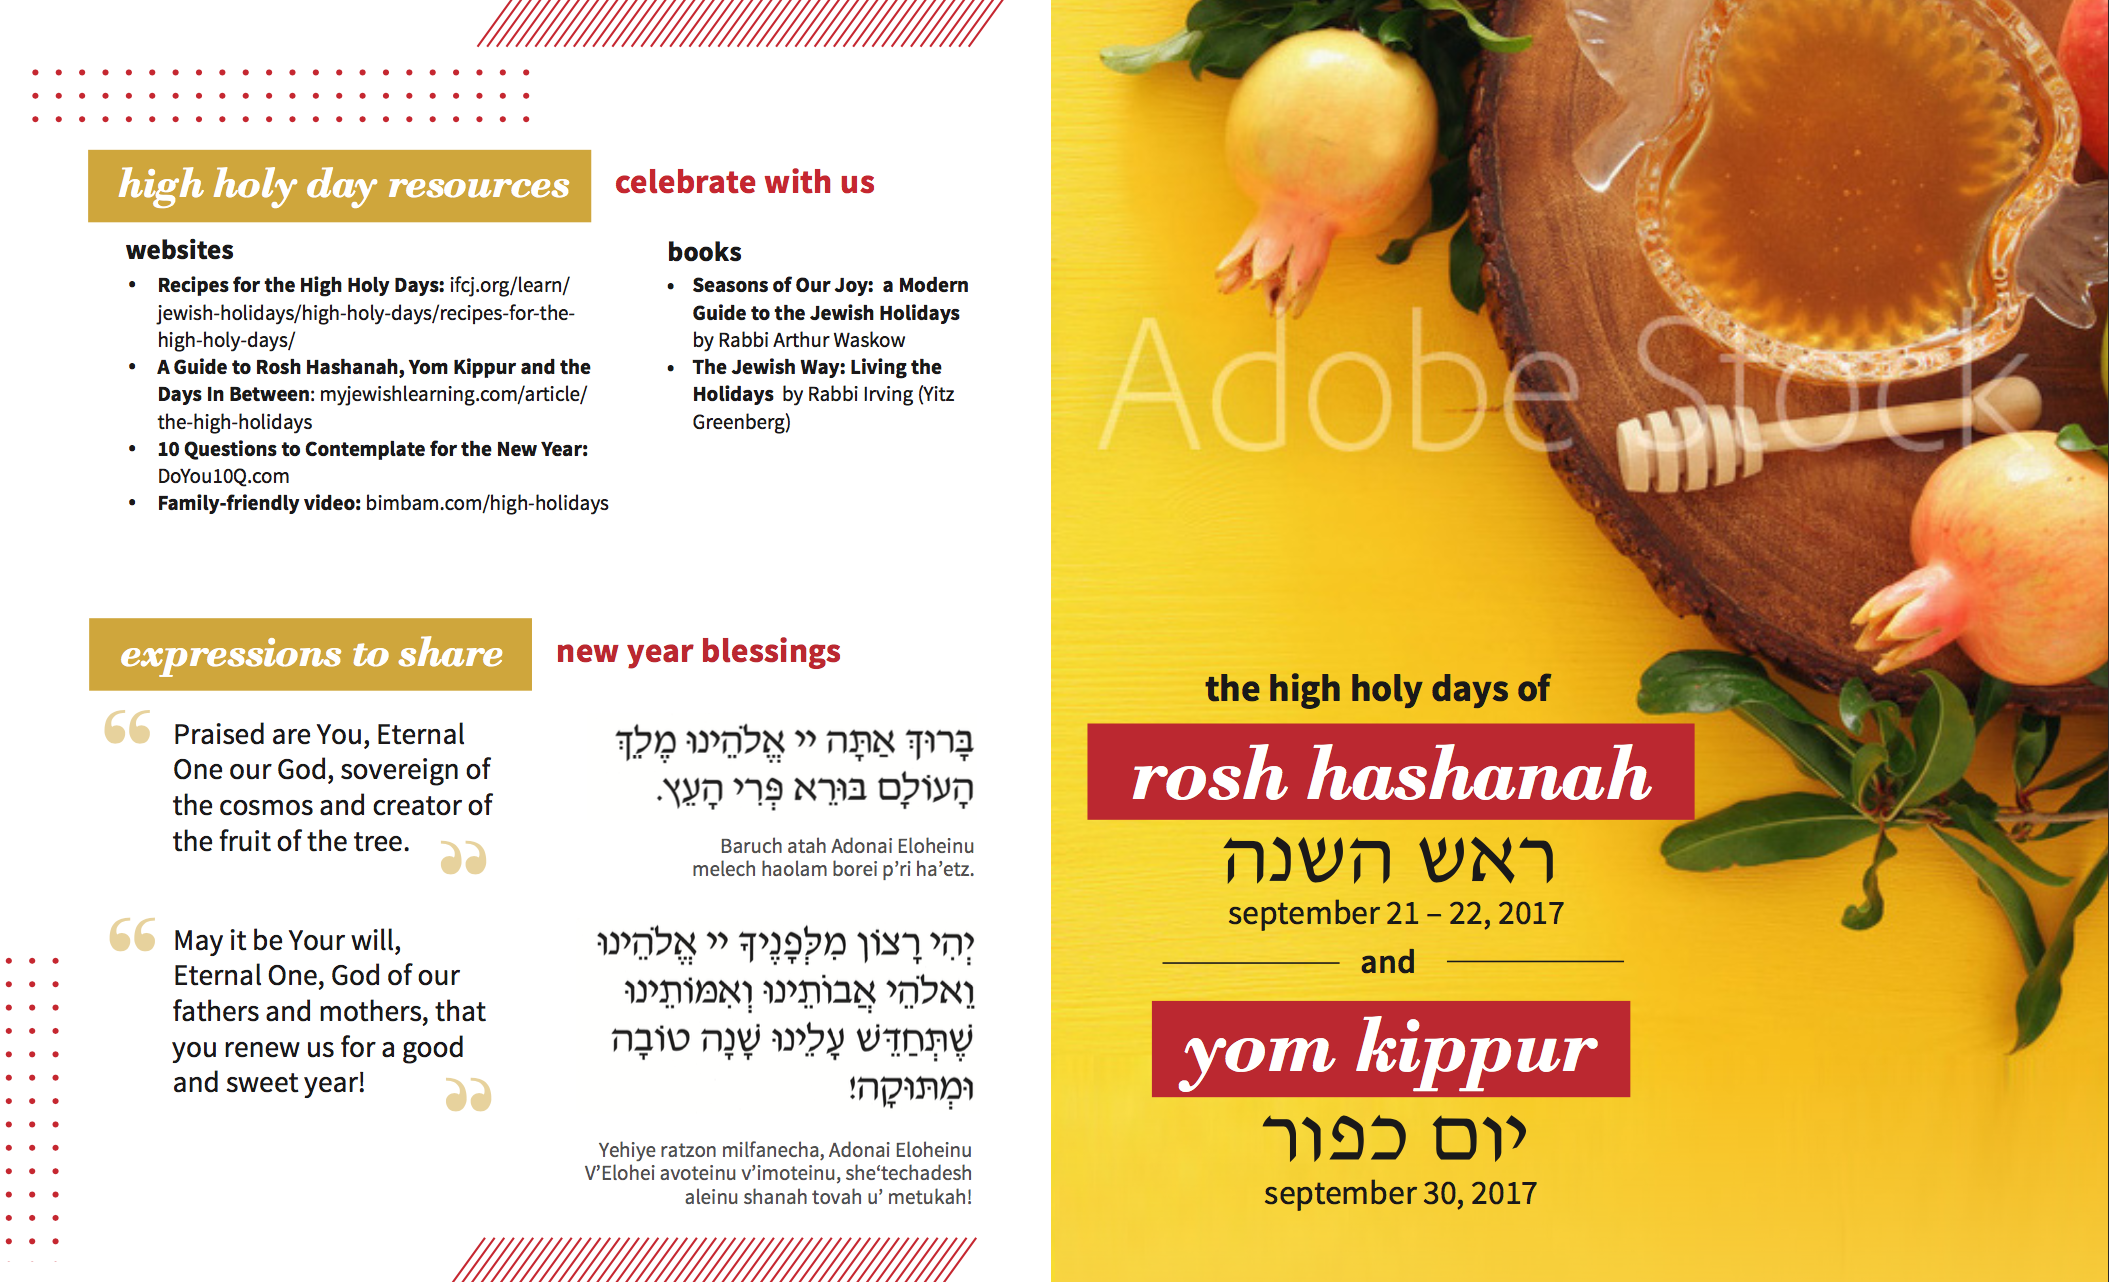 high holy day resources
celebrate with us
websites
• Recipes for the High Holy Days: ifcj.org/learn/
jewish-holidays/high-holy-days/recipes-for-the-
high-holy-days/
• A Guide to Rosh Hashanah, Yom Kippur and the
Days In Between: myjewishlearning.com/article/
the-high-holidays
• 10 Questions to Contemplate for the New Year:
DoYou10Q.com
• Family-friendly video: bimbam.com/high-holidays
books
• Seasons of Our Joy: a Modern
Guide to the Jewish Holidays
by Rabbi Arthur Waskow
• The Jewish Way: Living the
Holidays by Rabbi Irving (Yitz
Greenberg)
expressions to share
new year blessings
“ Praised are You, Eternal
One our God, sovereign of
the cosmos and creator of
the fruit of the tree. ”
בָּרוּךְ אַתָּה יי אֱלֹהֵינוּ מֶלֶךְ
הָעוֹלָם בּוֹרֵא פְּרִי הָעֵץ.
Baruch atah Adonai Eloheinu
melech haolam borei p’ri ha’etz.
“ May it be Your will,
Eternal One, God of our
fathers and mothers, that
you renew us for a good
and sweet year! ”
יְהִי רָצוֹן מִלְּפָנֶיךָ יי אֱלֹהֵינוּ
וֵאלֹהֵי אֲבוֹתֵינוּ וְאִמּוֹתֵינוּ
שֶׁתְּחַדֵּשׁ עָלֵינוּ שָׁנָה טוֹבָה
וּמְתוּקָה!
Yehiye ratzon milfanecha, Adonai Eloheinu
V’Elohei avoteinu v’imoteinu, she‘techadesh
aleinu shanah tovah u’ metukah!
Adobe Stock
the high holy days of
rosh hashanah
ראש השנה
september 21 – 22, 2017
and
yom kippur
יום כפור
september 30, 2017